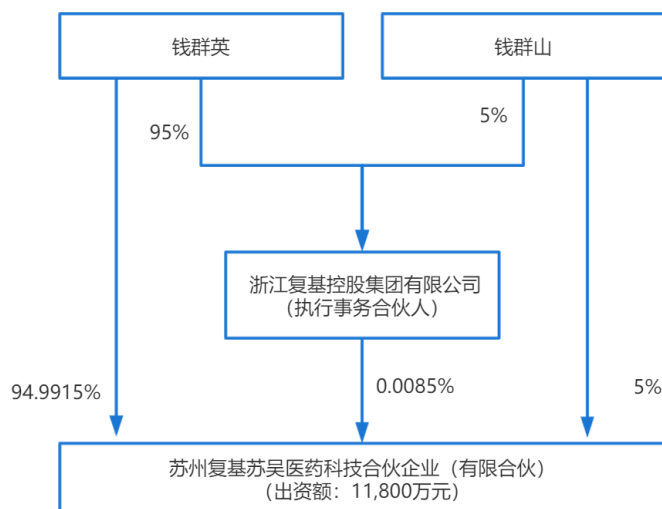 钱群英
钱群山
95%
5%
浙江复基控股集团有限公司
（执行事务合伙人）
94.9915%
0.0085%
5%
苏州复基苏吴医药科技合伙企业（有限合伙）
（出资额：11,800万元）